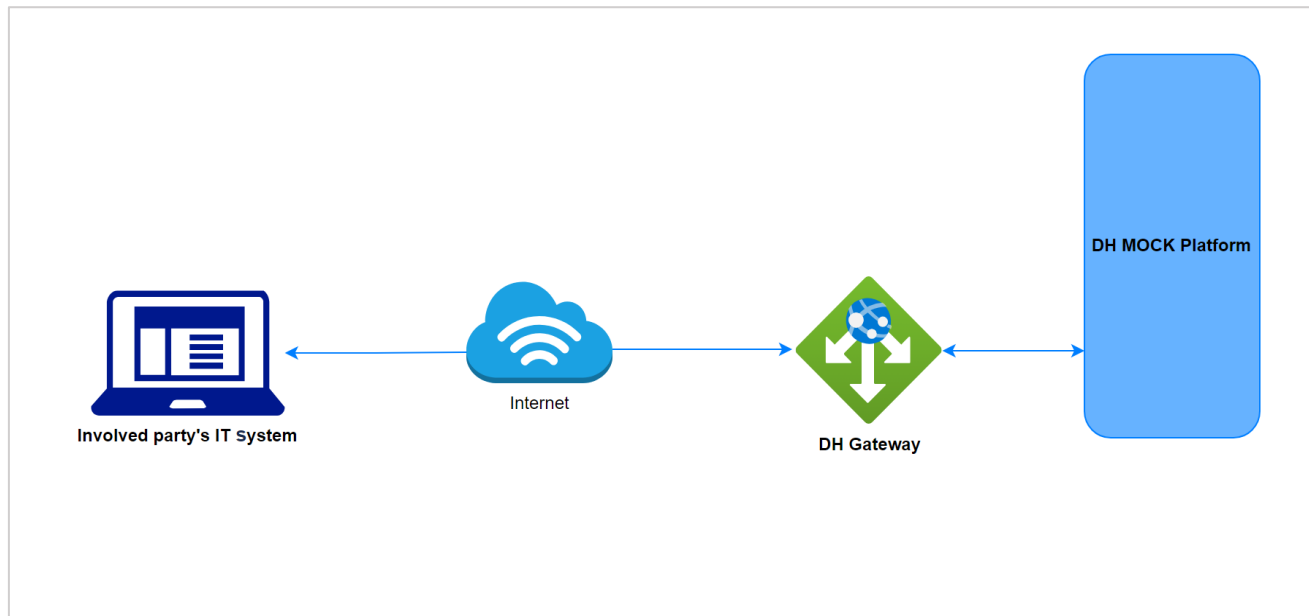 DH MOCK Platform
Internet
Involved party's IT System
DH Gateway